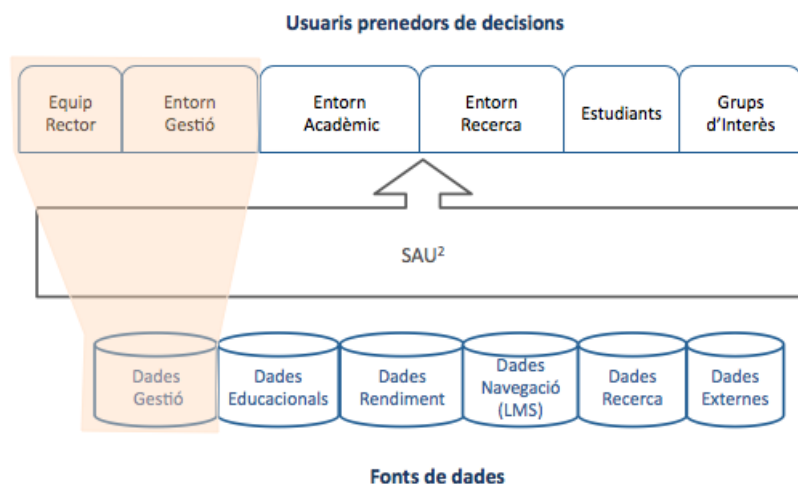 Usuaris prenedors de decisions
Equip
Rector
Entorn
Gestió
Entorn
Acadèmic
Entorn
Recerca
Estudiants
Grups
d'Interès
SAU²
Dades
Gestió
Dades
Educacionals
Dades
Rendiment
Dades
Navegació
(LMS)
Dades
Recerca
Dades
Externes
Fonts de dades